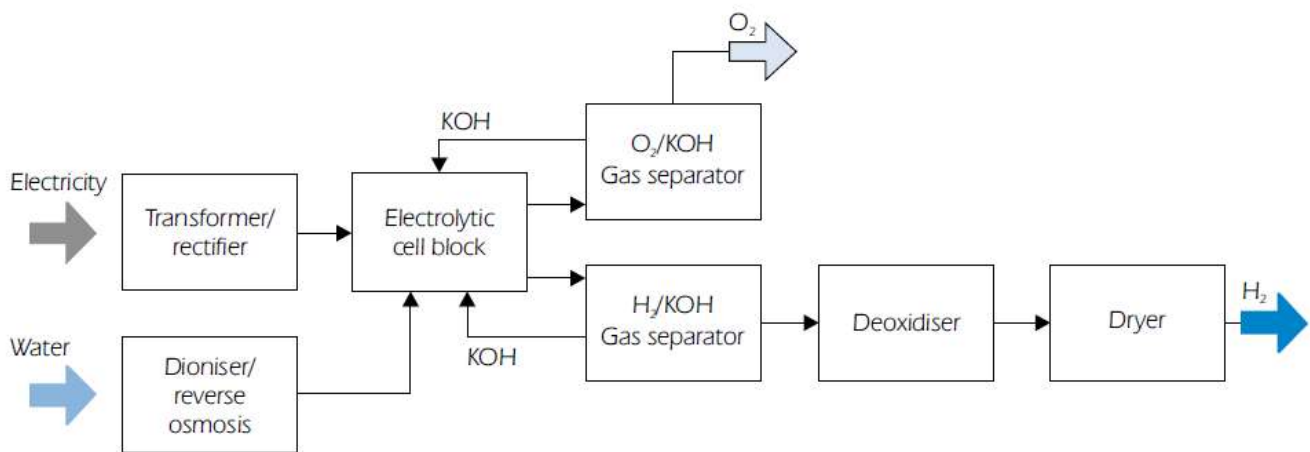 O₂
KOH
O₂/KOH
Gas separator
Electricity
Transformer/
rectifier
Electrolytic
cell block
H₂/KOH
Gas separator
Deoxidiser
Dryer
H₂
KOH
Water
Dioniser/
reverse
osmosis